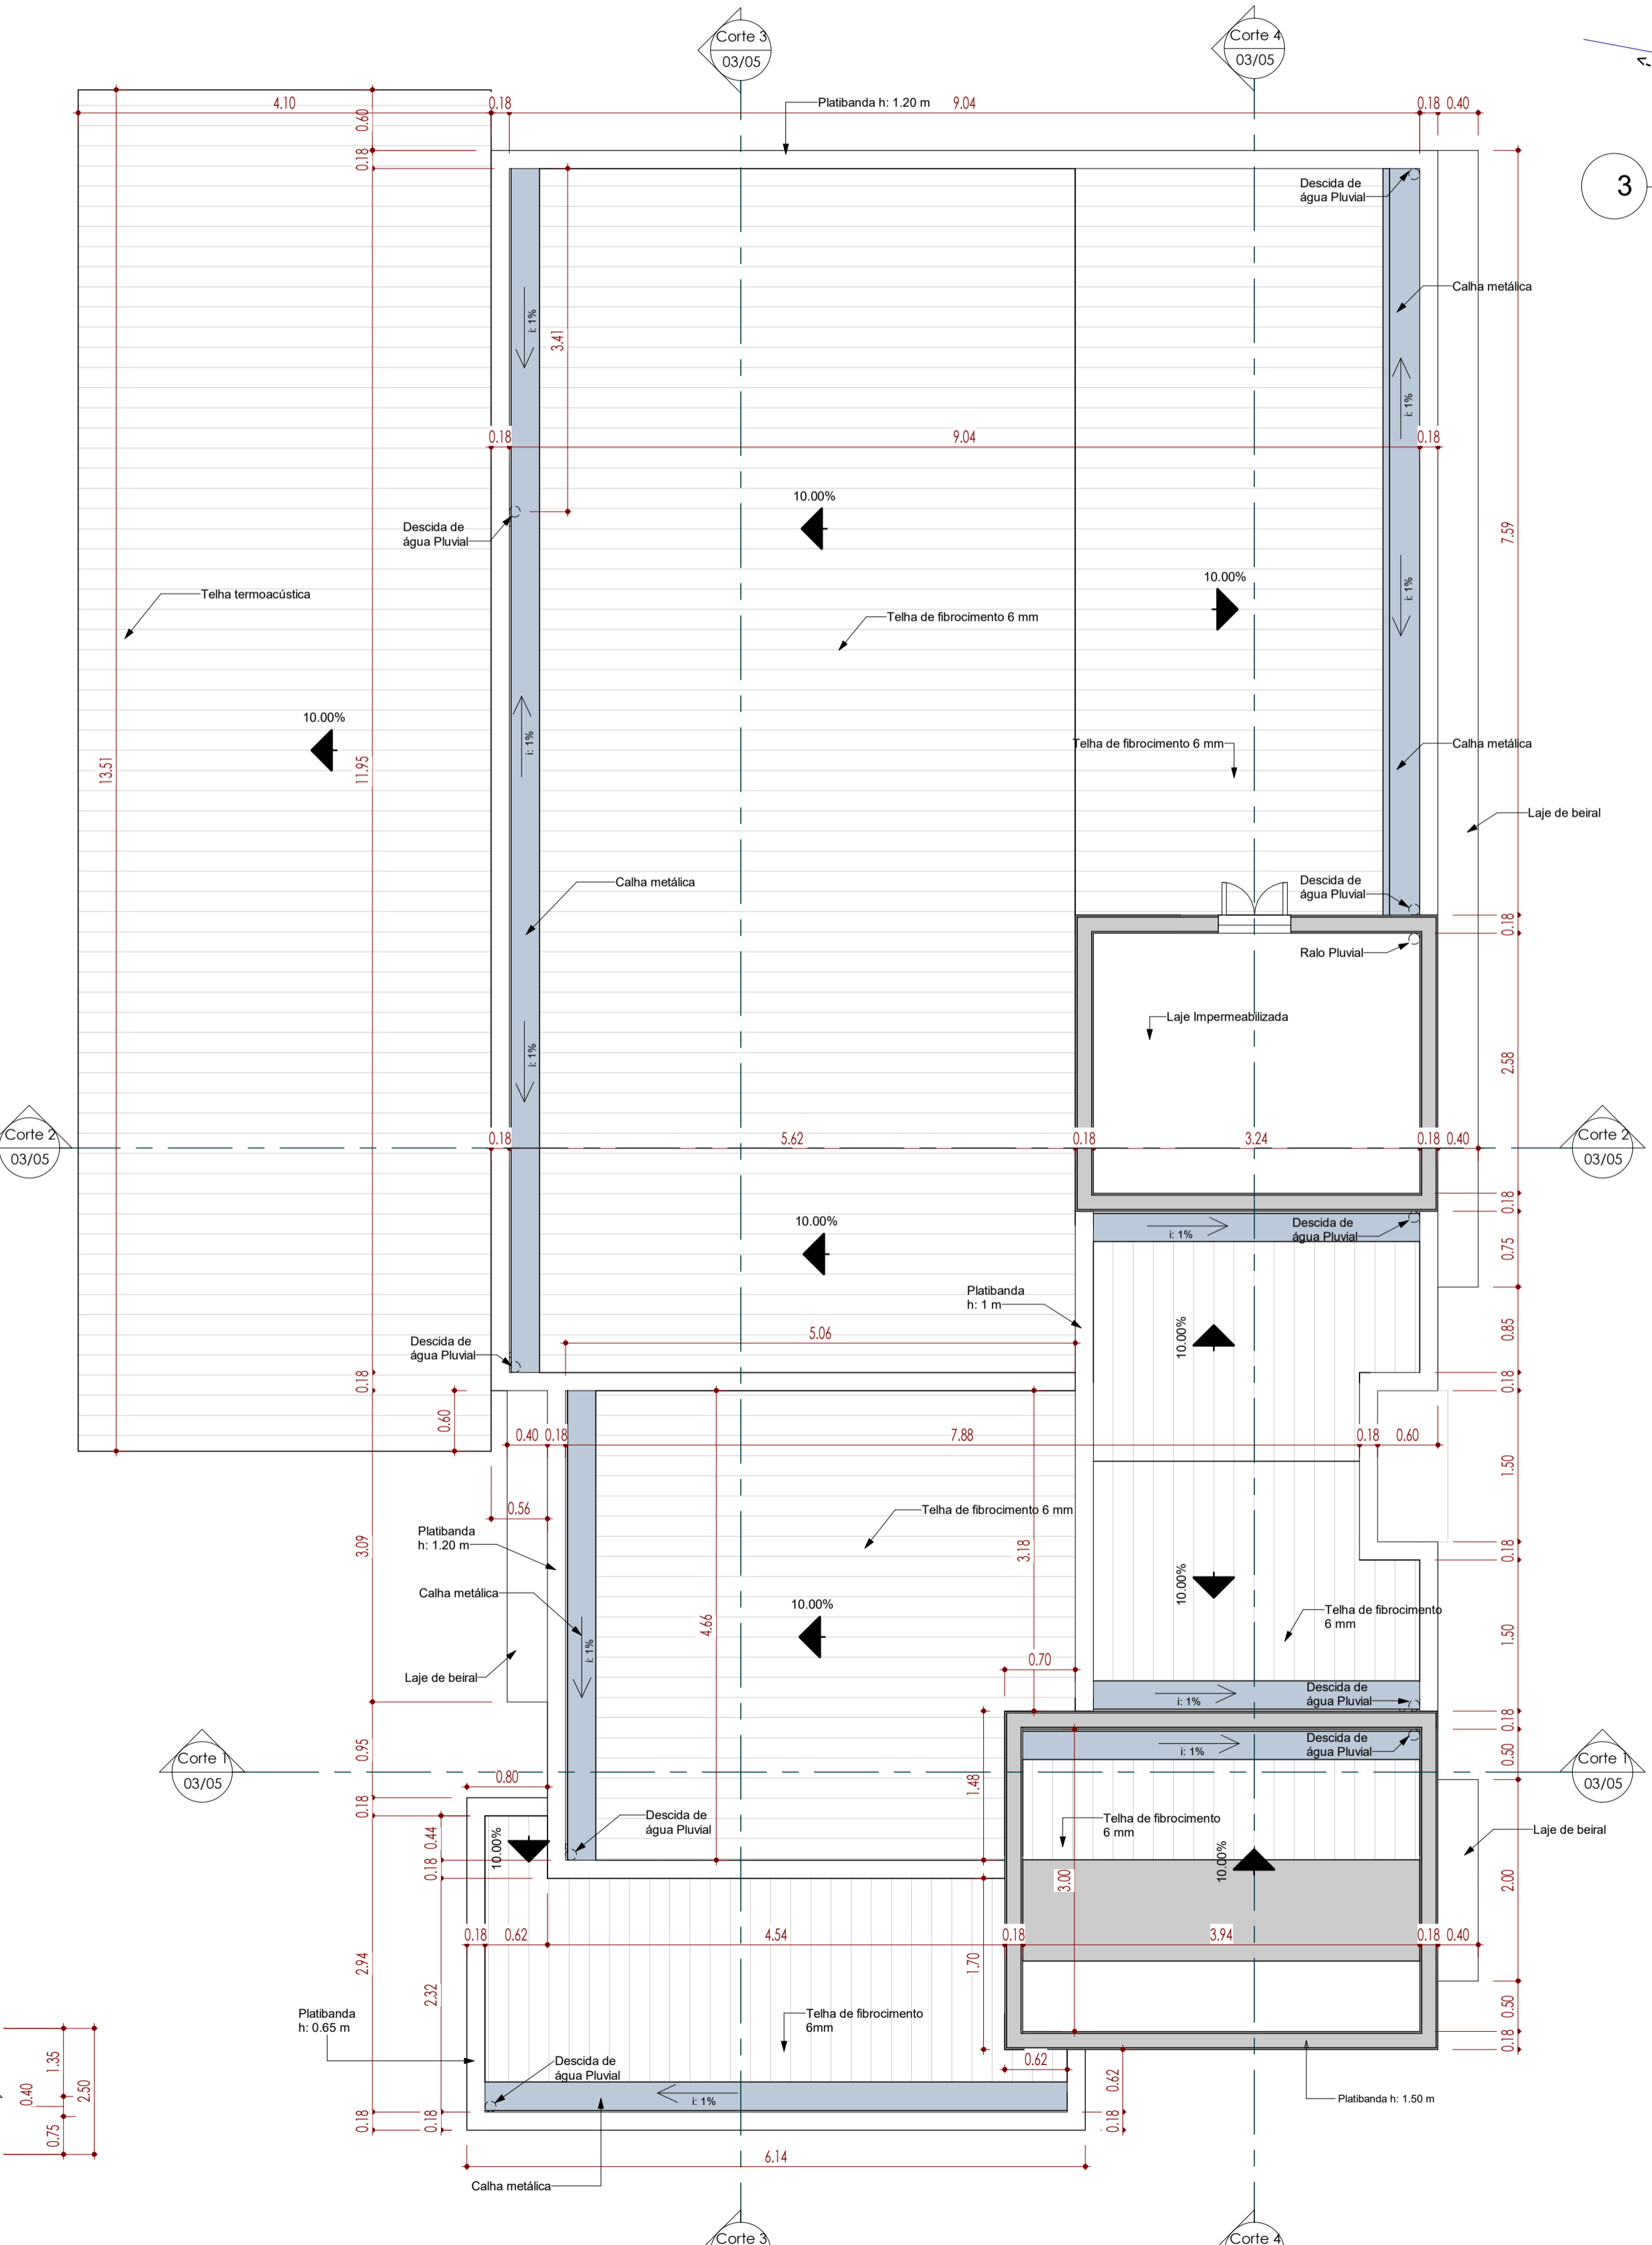 Corte 3
03/05
Corte 4
03/05
4.10
0.18
Platibanda h: 1.20 m
9.04
0.18
0.40
0.60
0.18
3
Descida de
água Pluvial
Calha metálica
i: 1%
3.41
i: 1%
0.18
9.04
0.18
10.00%
Descida de
água Pluvial
7.59
10.00%
i: 1%
Telha termoacústica
Telha de fibrocimento 6 mm
10.00%
i: 1%
Telha de fibrocimento 6 mm
Calha metálica
13.51
11.95
Laje de beiral
Calha metálica
Descida de
água Pluvial
0.18
Ralo Pluvial
Laje Impermeabilizada
i: 1%
2.58
Corte 2
03/05
0.18
5.62
0.18
3.24
0.18
0.40
Corte 2
03/05
0.18
10.00%
i: 1%
Descida de
água Pluvial
0.75
Platibanda
h: 1 m
5.06
10.00%
0.85
Descida de
água Pluvial
0.18
0.18
0.60
0.40
0.18
7.88
0.18
0.60
1.50
0.56
Telha de fibrocimento 6 mm
Platibanda
h: 1.20 m
3.09
3.18
0.18
Calha metálica
10.00%
10.00%
Telha de fibrocimento
6 mm
4.66
i: 1%
1.50
Laje de beiral
0.70
Descida de
água Pluvial
i: 1%
0.18
Descida de
água Pluvial
i: 1%
0.50
Corte 1
03/05
0.95
0.80
1.48
Corte 1
03/05
0.18
Descida de
água Pluvial
Telha de fibrocimento
6 mm
Laje de beiral
0.44
10.00%
0.18
10.00%
3.00
2.00
0.18
0.62
4.54
0.18
3.94
0.18
0.40
2.94
2.32
1.70
Platibanda
h: 0.65 m
Telha de fibrocimento
6mm
0.50
0.18
1.35
0.40
2.50
0.75
Descida de
água Pluvial
0.62
0.62
i: 1%
Platibanda h: 1.50 m
0.18
0.18
0.18
6.14
Calha metálica
Corte 3
Corte 4